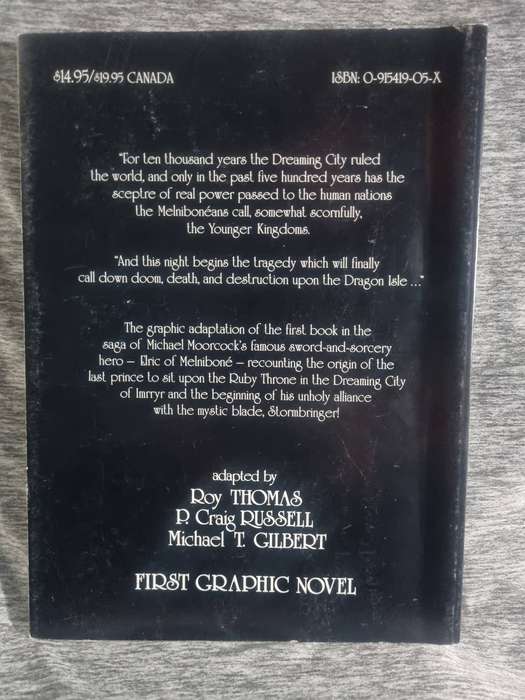 $14.95/$19.95 CANADA
ISBN: 0-915419-05-X
"For ten thousand years the Dreaming City ruled
the world, and only in the past five hundred years has the
sceptre of real power passed to the human nations
the Melnibonéans call, somewhat scornfully,
the Younger Kingdoms.
"And this night begins the tragedy which will finally
call down doom, death, and destruction upon the Dragon Isle ..."
The graphic adaptation of the first book in the
saga of Michael Moorcock's famous sword-and-sorcery
hero — Elric of Melniboné — recounting the origin of the
last prince to sit upon the Ruby Throne in the Dreaming City
of Imrryr and the beginning of his unholy alliance
with the mystic blade, Stormbringer!
adapted by
Roy THOMAS
P. Craig RUSSELL
Michael T. GILBERT
FIRST GRAPHIC NOVEL